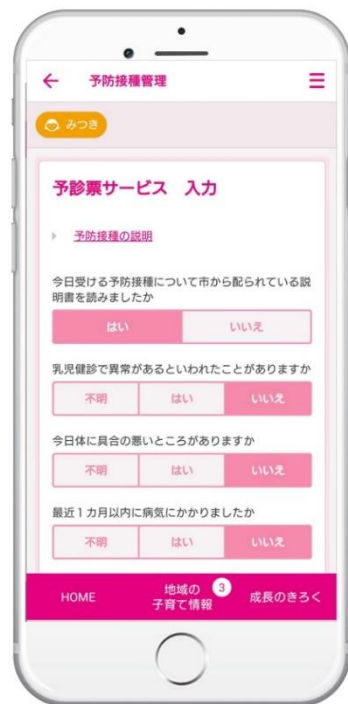 予防接種管理
みつき
予診票サービス 入力
予防接種の説明
今日受ける予防接種について市から配られている説
明書を読みましたか
はい いいえ
乳児健診で異常があるといわれたことがありますか
不明 はい いいえ
今日体に具合の悪いところがありますか
不明 はい いいえ
最近1カ月以内に病気にかかりましたか
不明 はい いいえ
HOME
地域の
子育て情報
3
成長のきろく